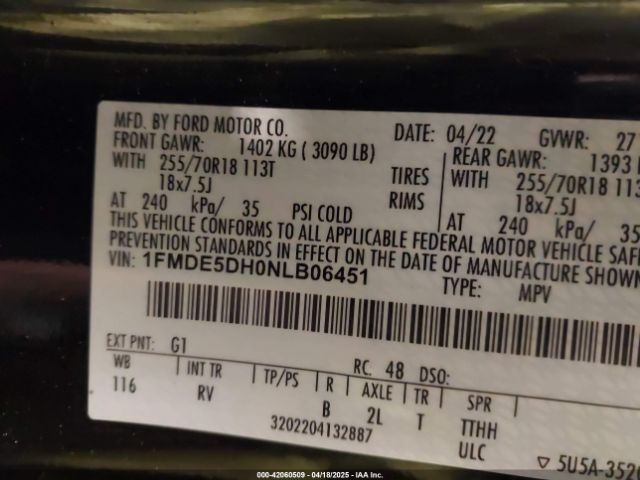 MFD. BY FORD MOTOR CO. DATE: 04/22 GVWR: 27
FRONT GAWR: 1402 KG ( 3090 LB) REAR GAWR: 1393
WITH 255/70R18 113T TIRES WITH 255/70R18 113
18x7.5J RIMS 18x7.5J
AT 240 kPa/ 35 PSI COLD AT 240 kPa/ 35
THIS VEHICLE CONFORMS TO ALL APPLICABLE FEDERAL MOTOR VEHICLE SAF
PREVENTION STANDARDS IN EFFECT ON THE DATE OF MANUFACTURE SHOWN
VIN: 1FMDE5DH0NLB06451 TYPE: MPV
EXT PNT: G1 RC: 48 DSO:
WB INT TR TP/PS R AXLE TR SPR
116 RV B 2L T TTHH
3202204132887 ULC
▽ 5U5A-3520
000-42060509 - 04/18/2025 - IAA Inc.